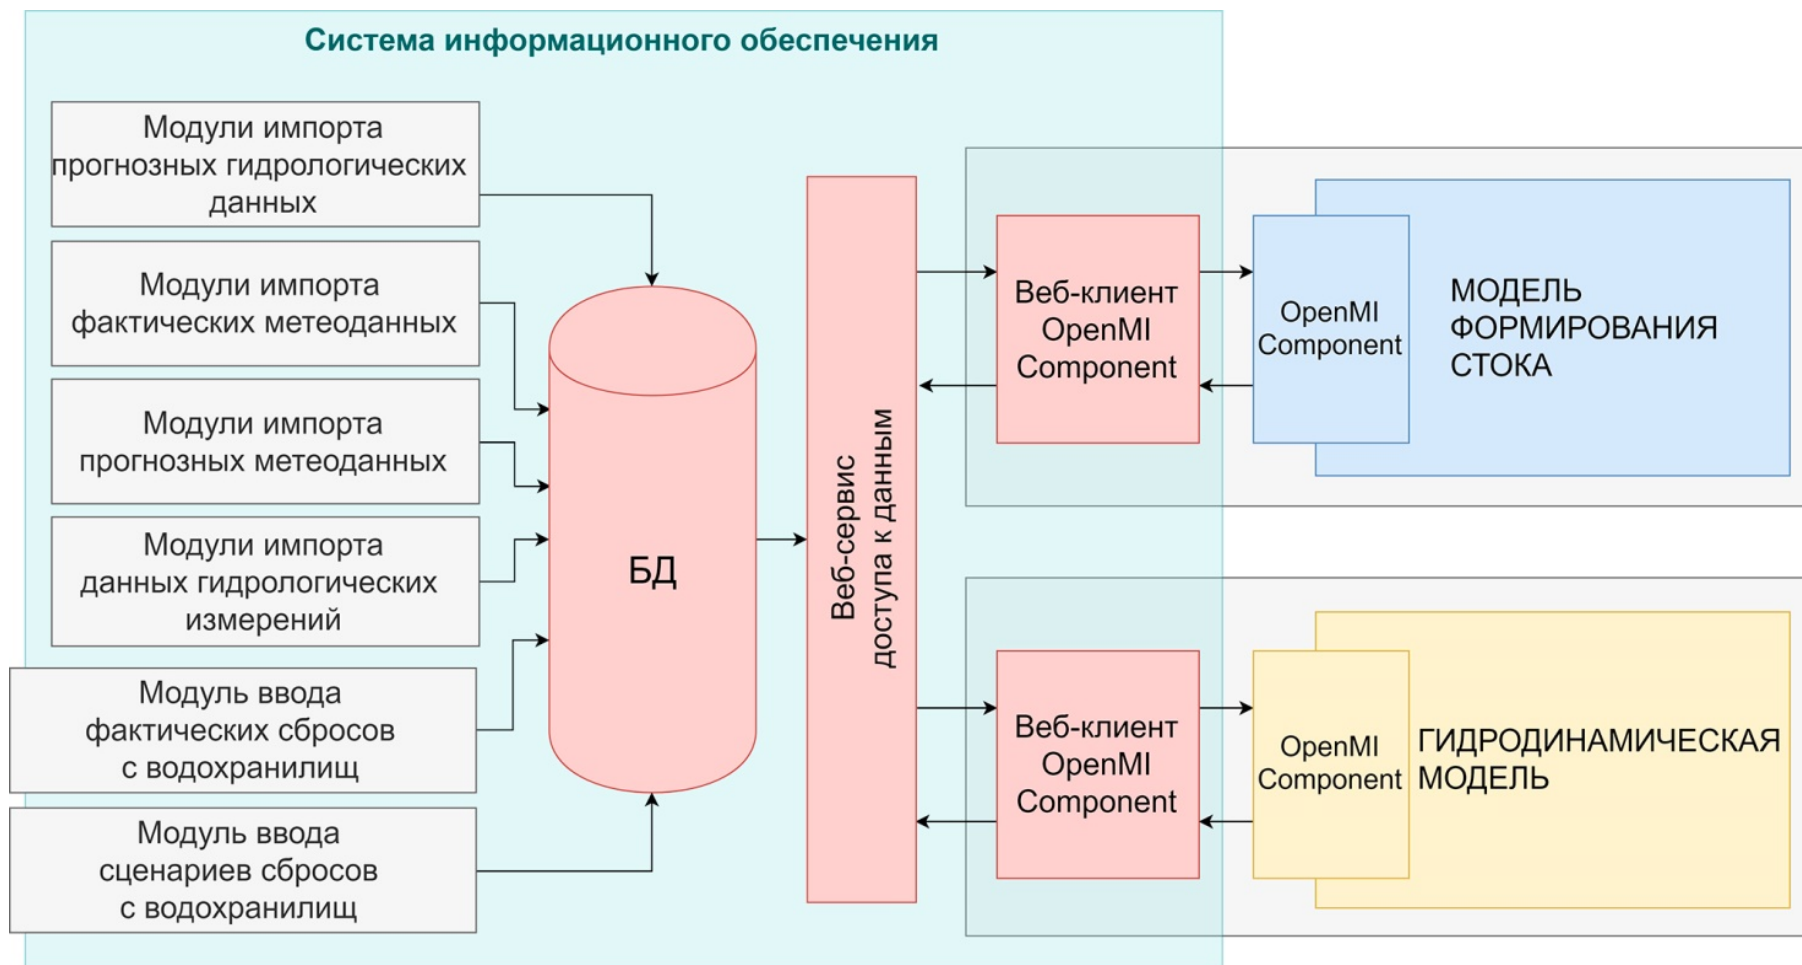 Система информационного обеспечения
Модули импорта
прогнозных гидрологических
данных
Модули импорта
фактических метеоданных
Модули импорта
прогнозных метеоданных
Модули импорта
данных гидрологических
измерений
Модуль ввода
фактических сбросов
с водохранилищ
Модуль ввода
сценариев сбросов
с водохранилищ
БД
Веб-сервис
доступа к данным
Веб-клиент
OpenMI
Component
OpenMI
Component
МОДЕЛЬ
ФОРМИРОВАНИЯ
СТОКА
Веб-клиент
OpenMI
Component
OpenMI
Component
ГИДРОДИНАМИЧЕСКАЯ
МОДЕЛЬ